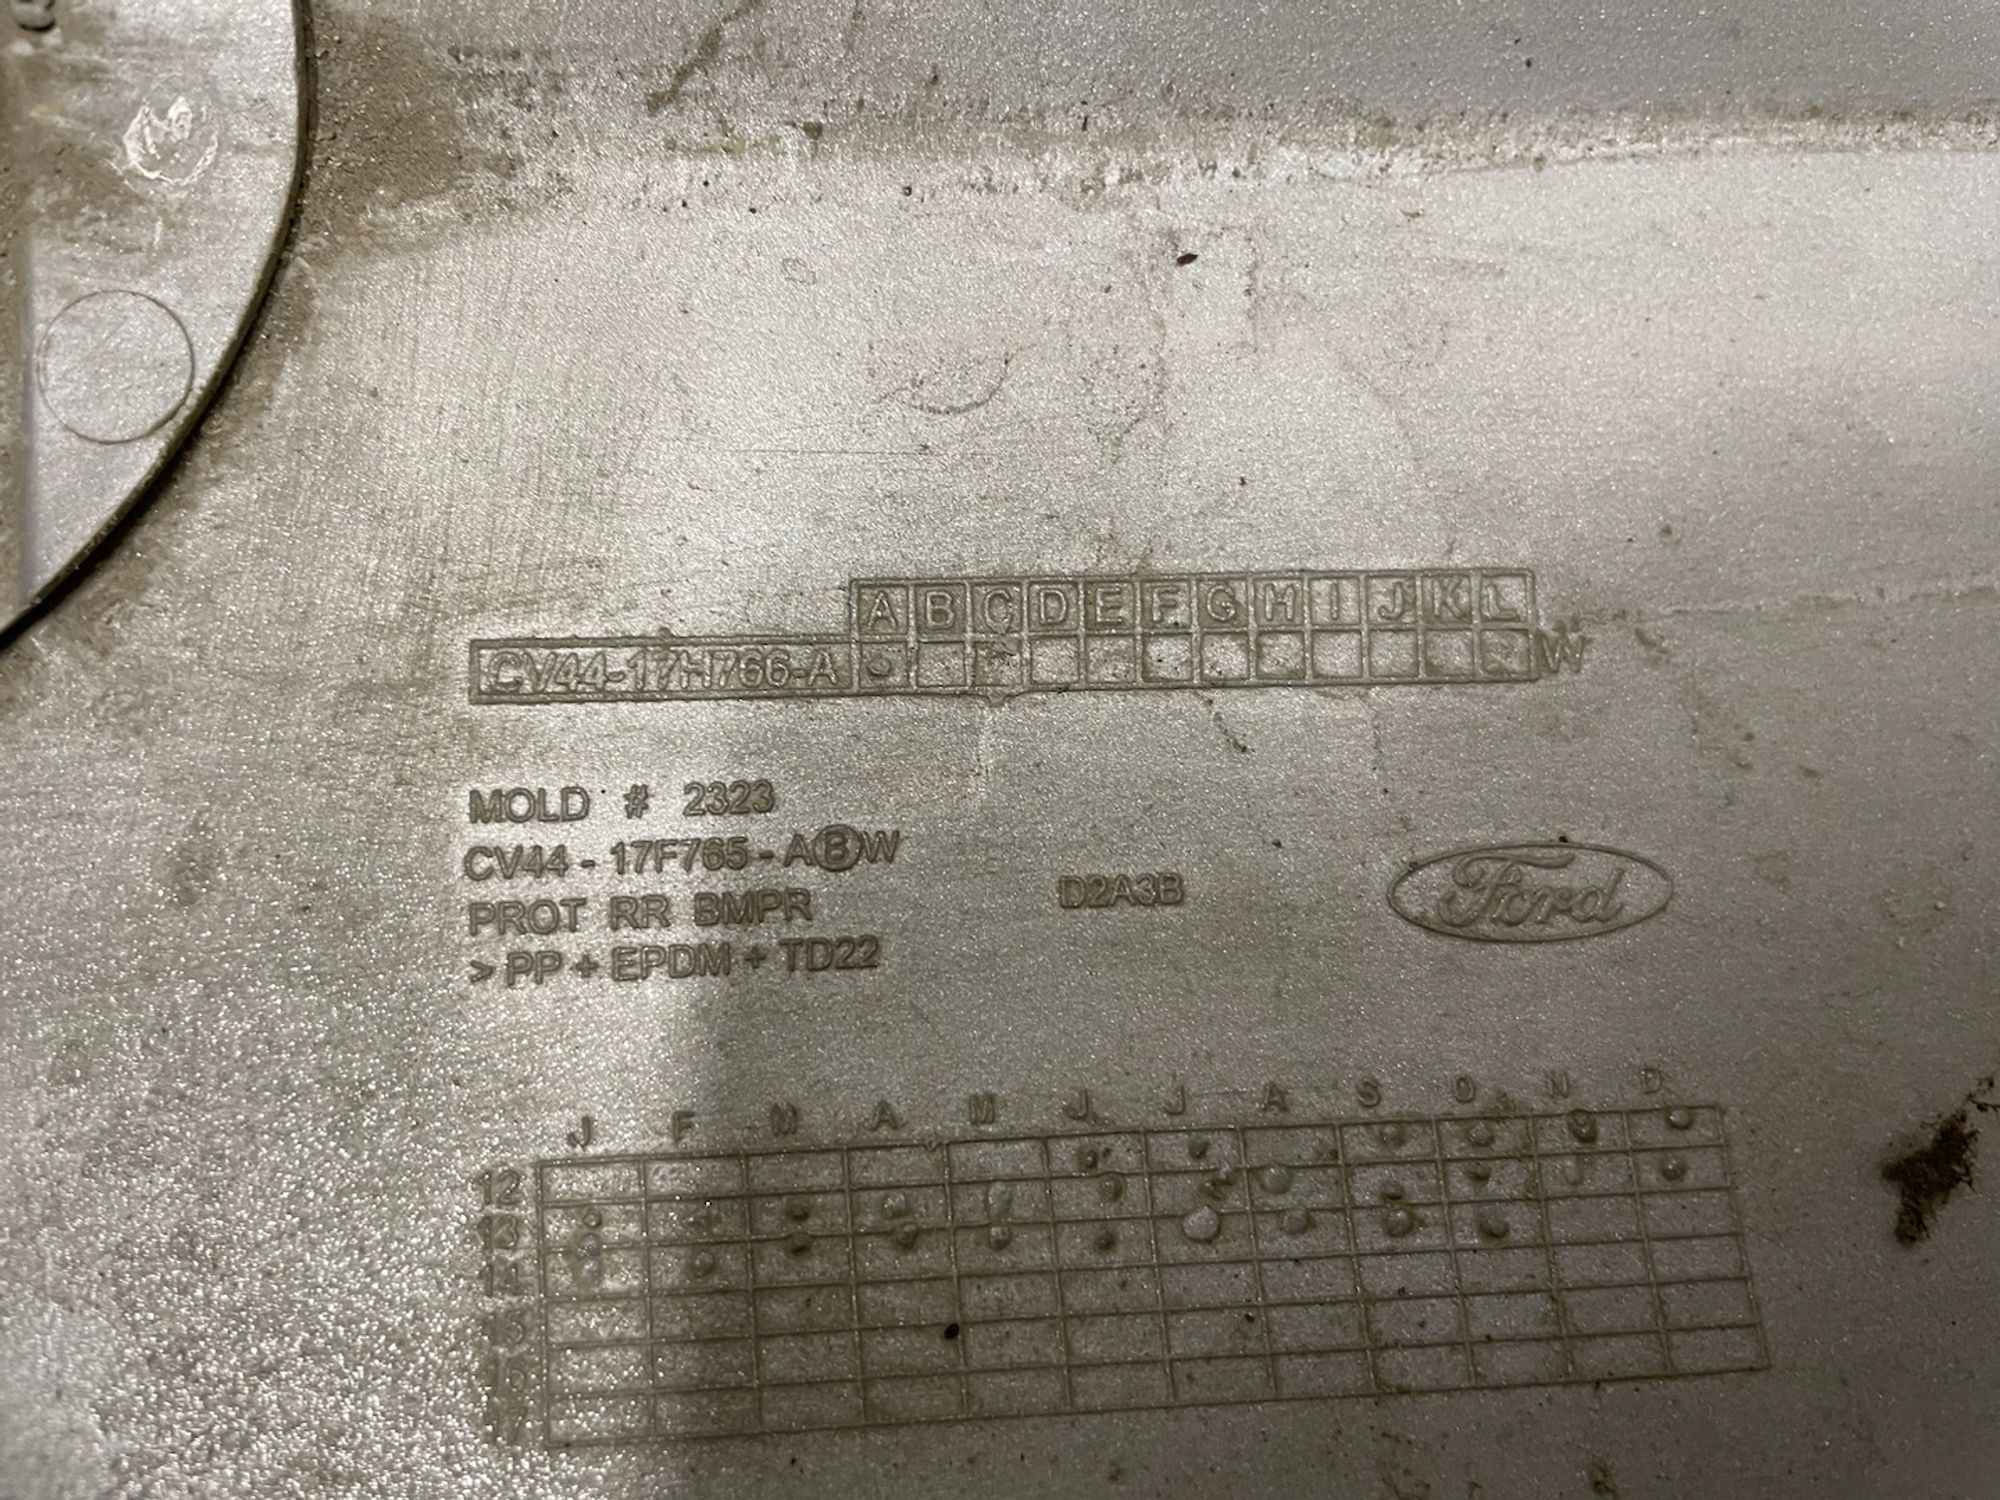 A B C D E F G H I J K L
CV44-17H766-A W
MOLD # 2323
CV44 - 17F765 - A B W
PROT RR BMPR
> PP + EPDM + TD22
D2A3B
Ford
J F M A M J J A S O N D
12
13
14
15
16
17